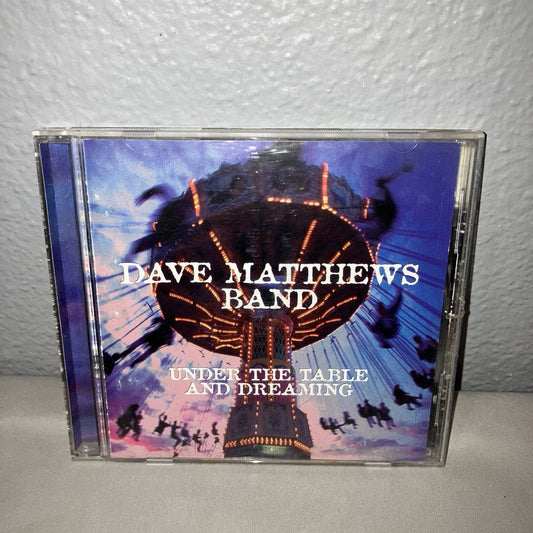 DAVE MATTHEWS
BAND
UNDER THE TABLE
AND DREAMING